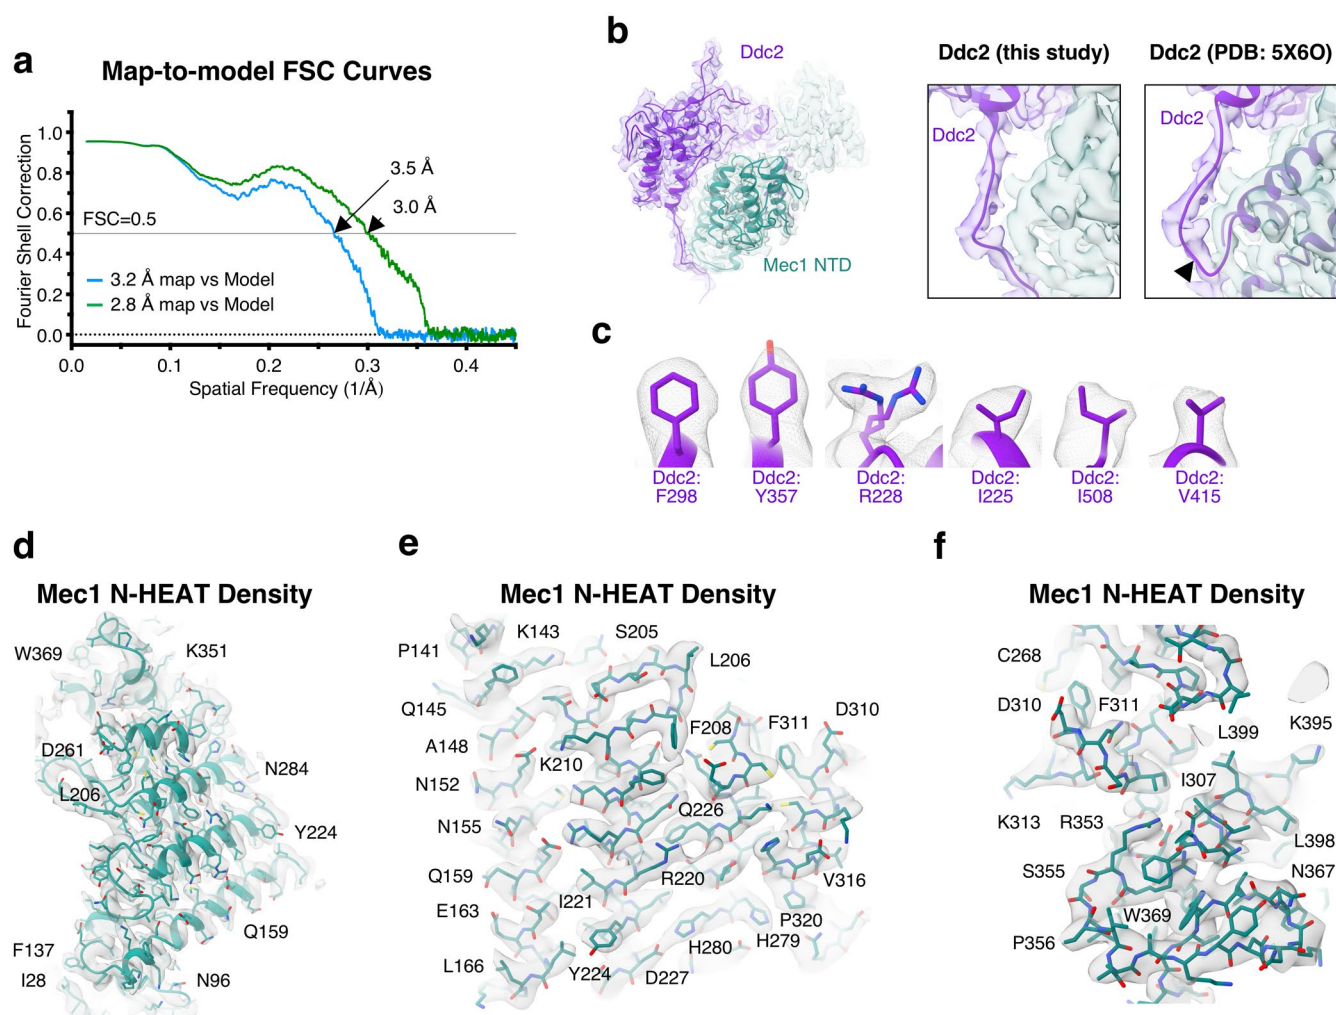 a
Map-to-model FSC Curves
Fourier Shell Correction
1.0
0.8
0.6
0.4
0.2
0.0
FSC=0.5
3.5 Å
3.0 Å
3.2 Å map vs Model
2.8 Å map vs Model
0.0
0.1
0.2
0.3
0.4
Spatial Frequency (1/Å)
b
Ddc2
Mec1 NTD
Ddc2 (this study)
Ddc2
Ddc2 (PDB: 5X6O)
Ddc2
c
Ddc2:
F298
Ddc2:
Y357
Ddc2:
R228
Ddc2:
I225
Ddc2:
I508
Ddc2:
V415
d
Mec1 N-HEAT Density
W369
K351
D261
L206
N284
Y224
Q159
F137
I28
N96
e
Mec1 N-HEAT Density
P141
K143
S205
L206
Q145
A148
F208
F311
D310
K210
N152
Q226
N155
Q159
R220
V316
I221
E163
P320
H280
H279
L166
Y224
D227
f
Mec1 N-HEAT Density
C268
D310
F311
L399
K395
I307
K313
R353
L398
S355
N367
W369
P356